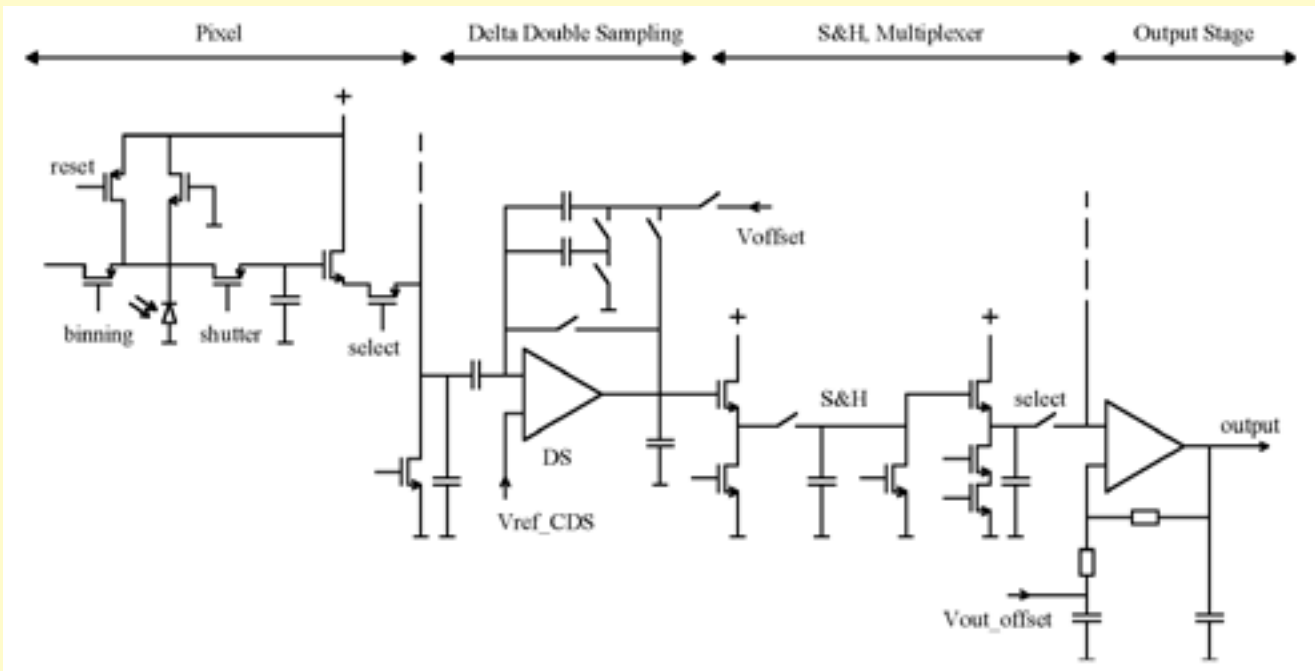 Pixel
Delta Double Sampling
S&H, Multiplexer
Output Stage
+
reset
Voffset
binning
shutter
select
+
+
S&H
select
output
DS
Vref_CDS
Vout_offset